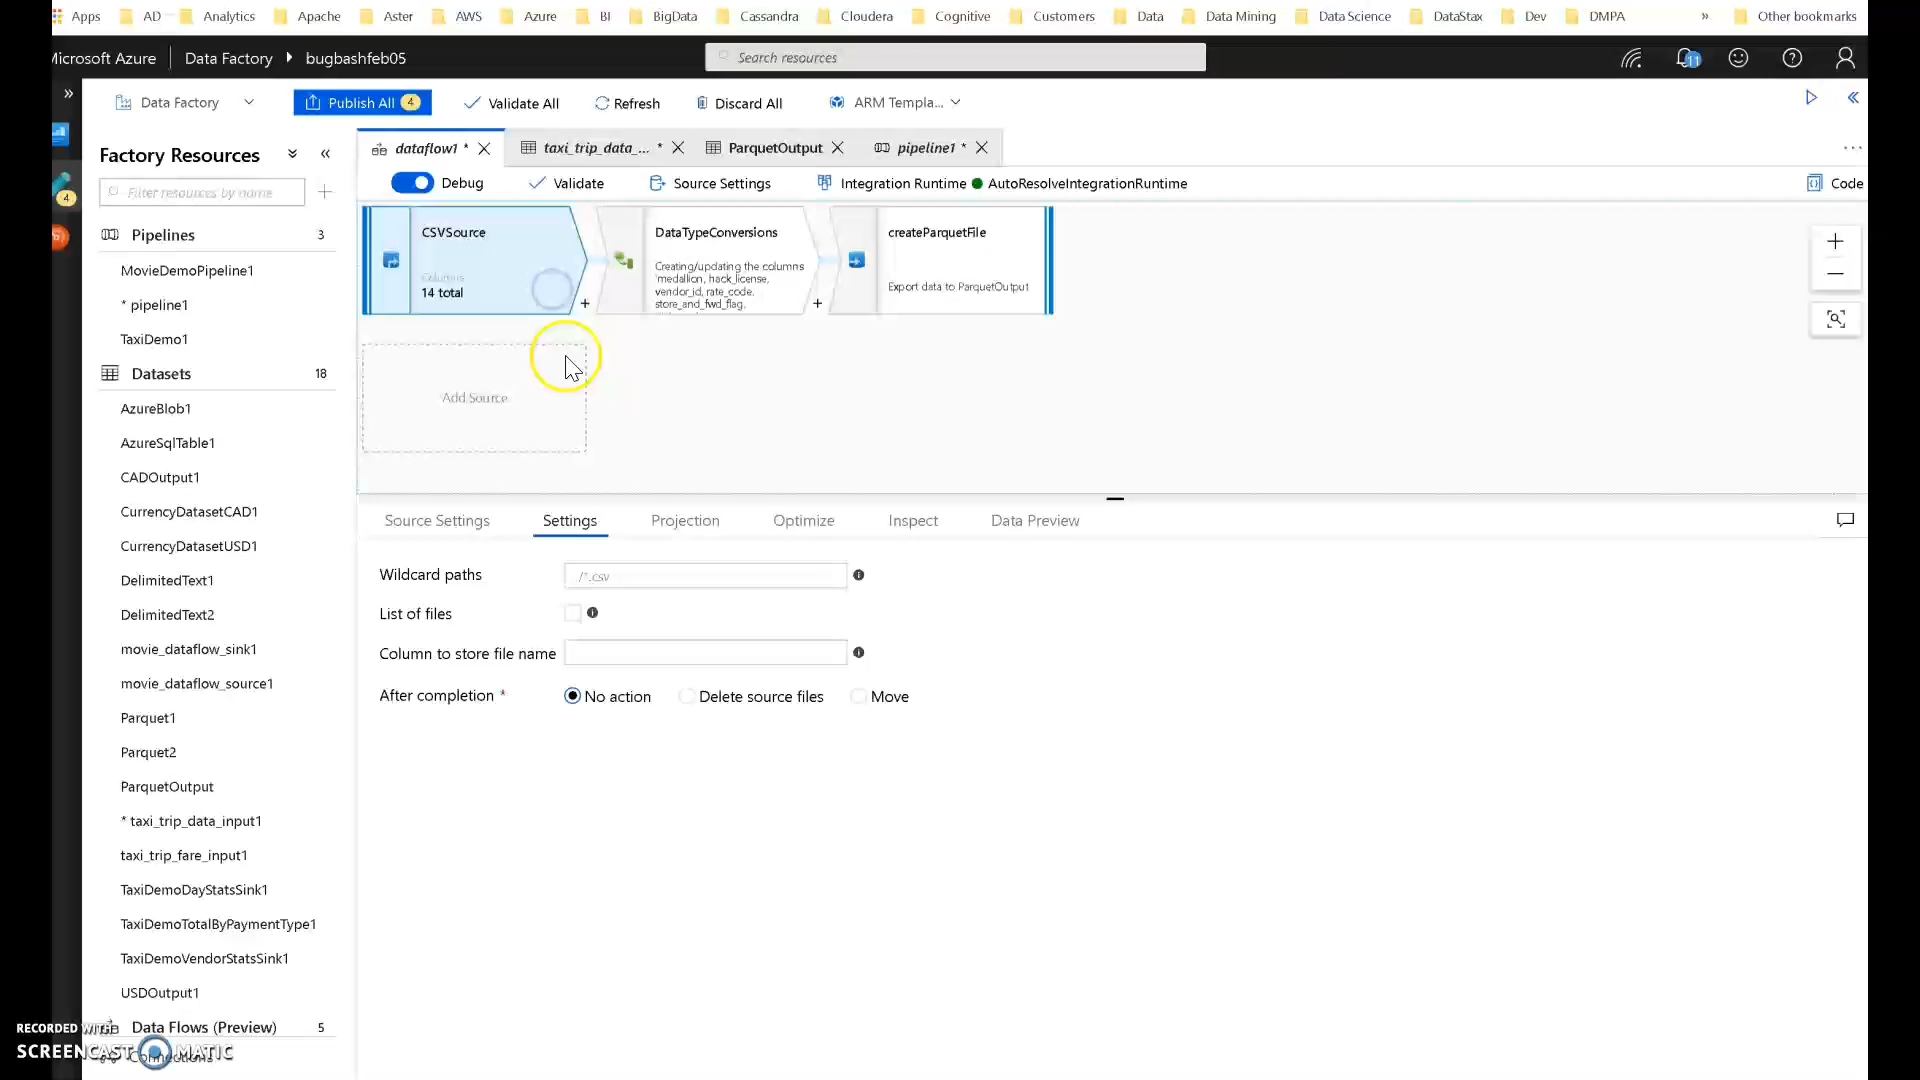 Apps AD Analytics Apache Aster AWS Azure BI BigData Cassandra Cloudera Cognitive Customers Data Data Mining Data Science DataStax Dev DMPA » Other bookmarks
Microsoft Azure Data Factory bugbashfeb05 Search resources 11
» Data Factory Publish All 4 Validate All Refresh Discard All ARM Templa... «
Factory Resources « dataflow1 * taxi_trip_data_... * ParquetOutput pipeline1 * ...
Filter resources by name + Debug Validate Source Settings Integration Runtime AutoResolveIntegrationRuntime Code
4
Pipelines 3
MovieDemoPipeline1
* pipeline1
TaxiDemo1
Datasets 18
AzureBlob1
AzureSqlTable1
CADOutput1
CurrencyDatasetCAD1
CurrencyDatasetUSD1
DelimitedText1
DelimitedText2
movie_dataflow_sink1
movie_dataflow_source1
Parquet1
Parquet2
ParquetOutput
* taxi_trip_data_input1
taxi_trip_fare_input1
TaxiDemoDayStatsSink1
TaxiDemoTotalByPaymentType1
TaxiDemoVendorStatsSink1
USDOutput1
Data Flows (Preview) 5
Connections
CSVSource
Columns
14 total
+
DataTypeConversions
Creating/updating the columns
'medallion, hack_license,
vendor_id, rate_code,
store_and_fwd_flag,
+
createParquetFile
Export data to ParquetOutput
Add Source
Source Settings Settings Projection Optimize Inspect Data Preview
Wildcard paths /*.csv
List of files
Column to store file name
After completion * No action Delete source files Move
RECORDED WITH
SCREENCAST MATIC